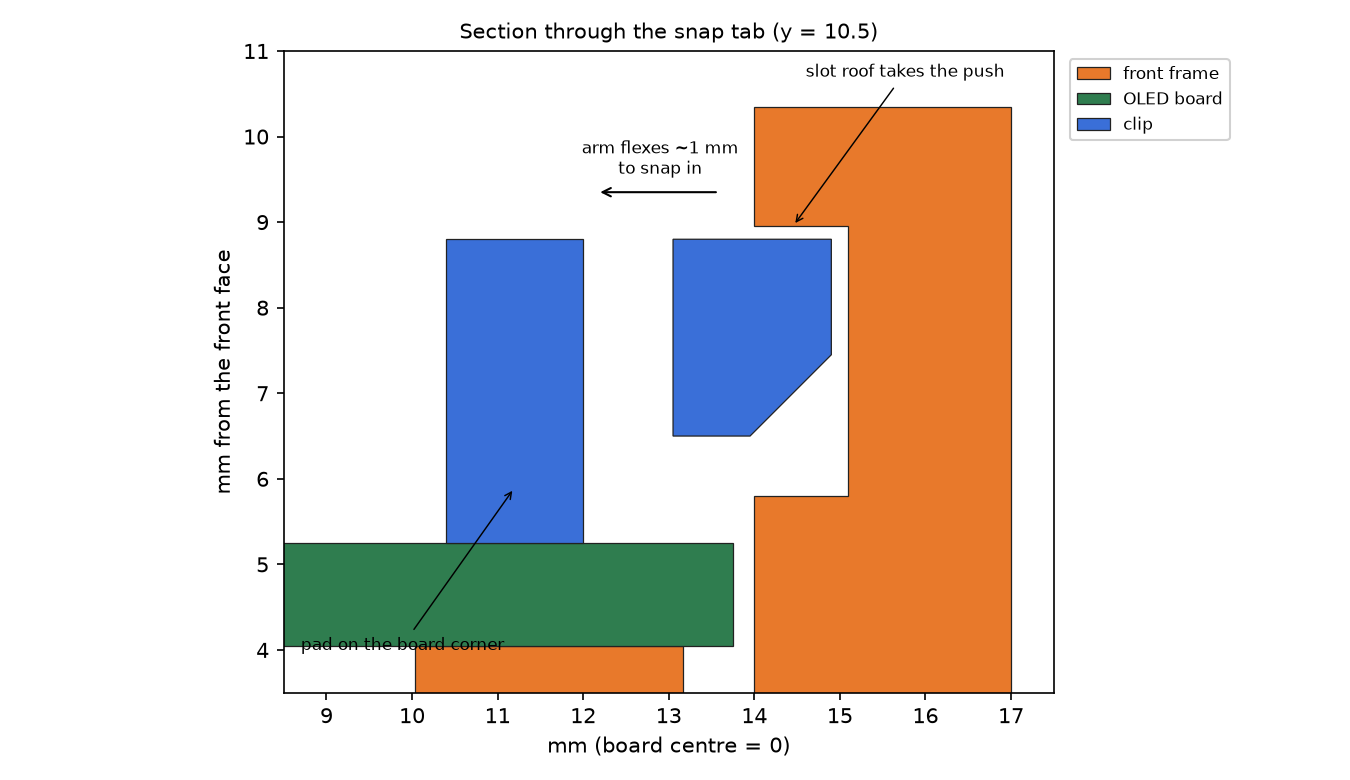 Section through the snap tab (y = 10.5)
slot roof takes the push
arm flexes ~1 mm
to snap in
pad on the board corner
front frame
OLED board
clip
mm from the front face
11
10
9
8
7
6
5
4
9 10 11 12 13 14 15 16 17
mm (board centre = 0)